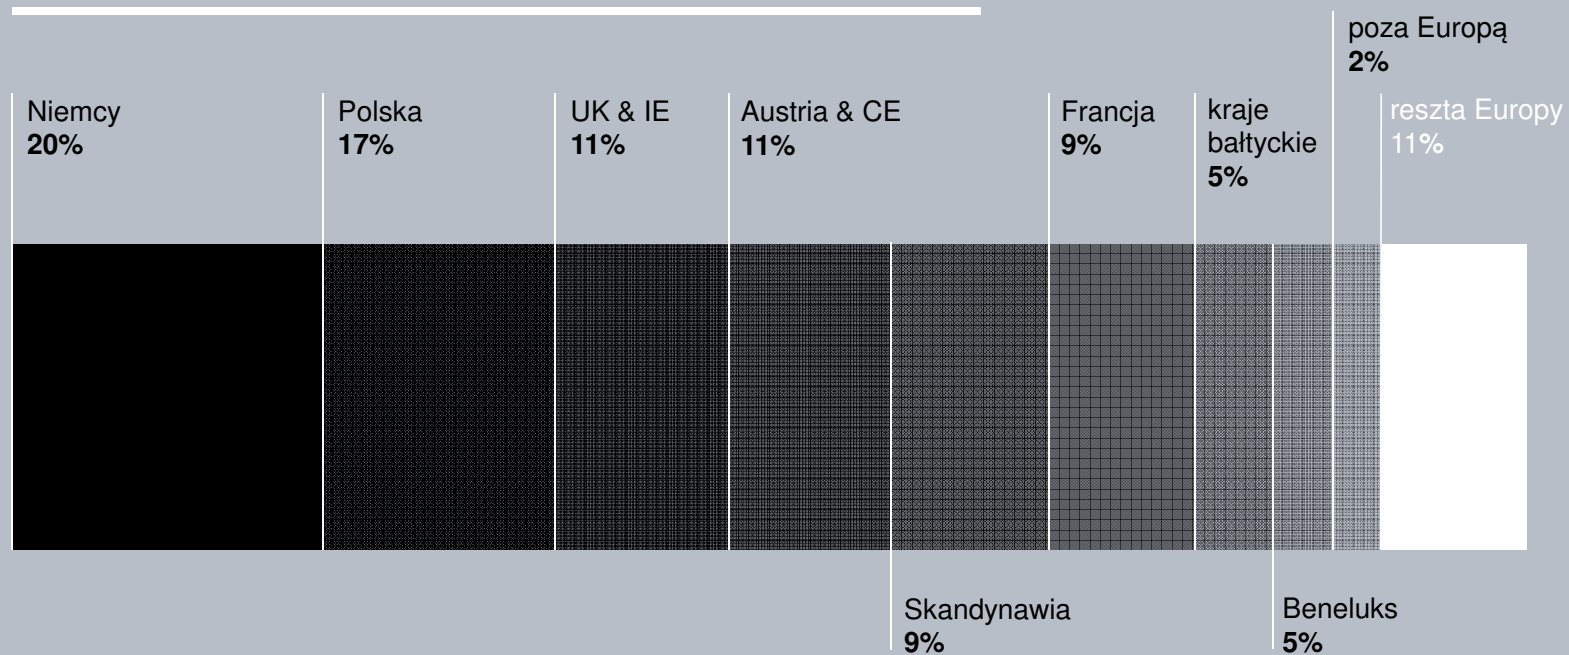 poza Europą
2%
Niemcy
20%
Polska
17%
UK & IE
11%
Austria & CE
11%
Francja
9%
kraje
bałtyckie
5%
reszta Europy
11%
Skandynawia
9%
Beneluks
5%